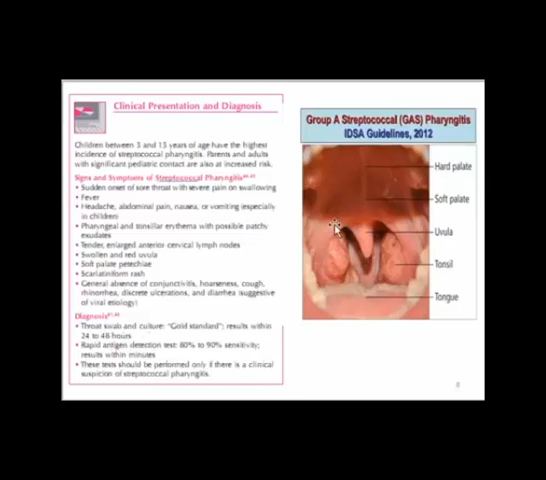 Clinical Presentation and Diagnosis
Children between 5 and 15 years of age have the highest
incidence of streptococcal pharyngitis. Parents and adults
with significant pediatric contact are also at increased risk.
Signs and Symptoms of Streptococcal Pharyngitis
• Sudden onset of sore throat with severe pain on swallowing
• Fever
• Headache, abdominal pain, nausea, or vomiting (especially
in children)
• Pharyngeal and tonsillar erythema with possible patchy
exudates
• Tender, enlarged anterior cervical lymph nodes
• Swollen and red uvula
• Soft palate petechiae
• Scarlatiniform rash
• General absence of conjunctivitis, hoarseness, cough,
rhinorrhea, discrete ulcerations, and diarrhea (suggestive
of viral etiology)
Diagnosis
• Throat swab and culture: "Gold standard"; results within
24 to 48 hours
• Rapid antigen detection test: 80% to 90% sensitivity;
results within minutes
• These tests should be performed only if there is a clinical
suspicion of streptococcal pharyngitis.
Group A Streptococcal (GAS) Pharyngitis
IDSA Guidelines, 2012
Hard palate
Soft palate
Uvula
Tonsil
Tongue